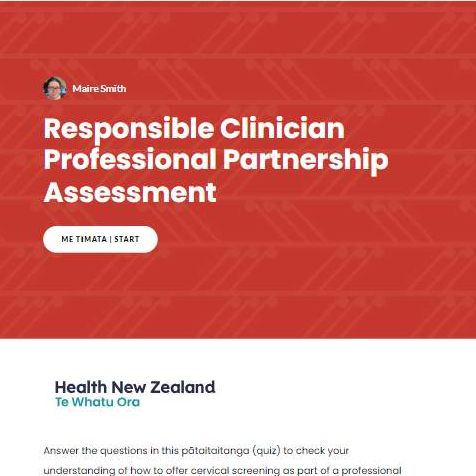 Maire Smith
Responsible Clinician
Professional Partnership
Assessment
ME TĪMATA | START
Health New Zealand
Te Whatu Ora
Answer the questions in this pātaitaitanga (quiz) to check your
understanding of how to offer cervical screening as part of a professional